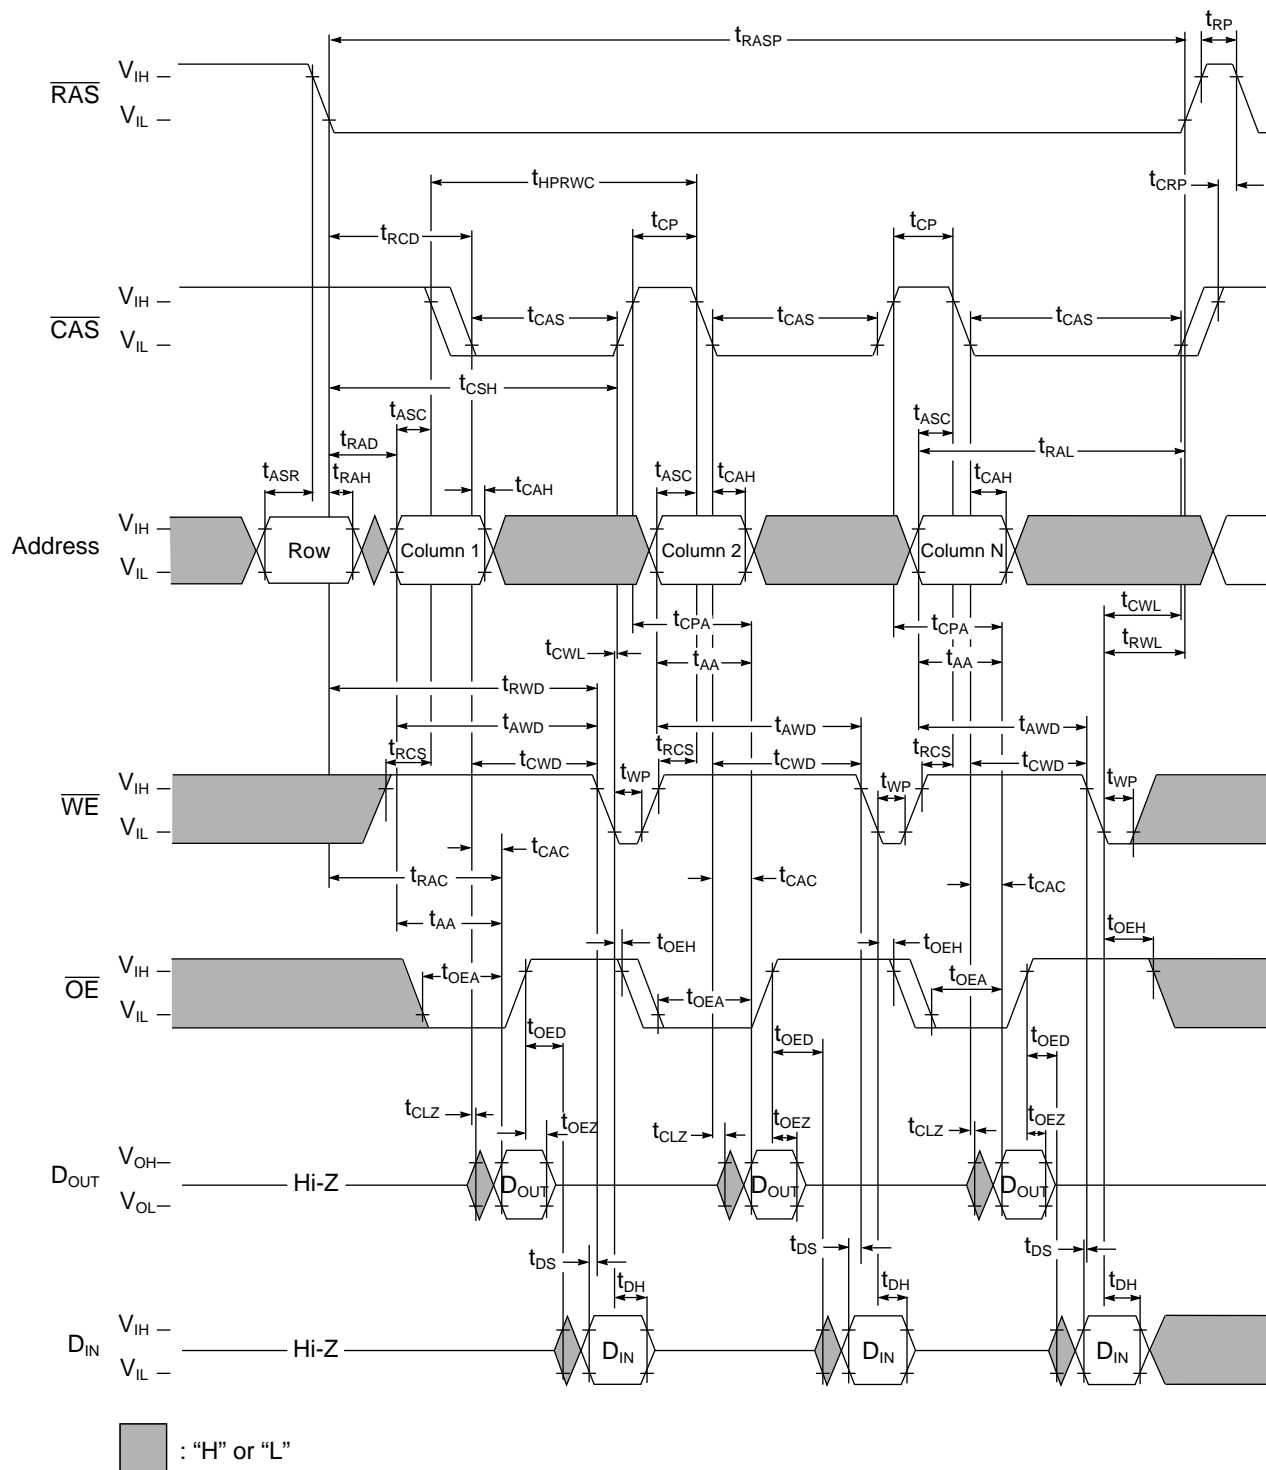 tRP
tRASP
RAS
VIH
VIL
tHPRWC
tCRP
tRCD
tCP
tCP
CAS
VIH
VIL
tCAS
tCAS
tCAS
tCSH
tASC
tASC
tRAD
tRAL
tASR
tRAH
tCAH
tASC
tCAH
tCAH
Address
VIH
VIL
Row
Column 1
Column 2
Column N
tCWL
tCPA
tCPA
tCWL
tRWL
tAA
tAA
tRWD
tAWD
tAWD
tAWD
tRCS
tCWD
tRCS
tCWD
tRCS
tCWD
WE
VIH
VIL
tWP
tWP
tWP
tCAC
tRAC
tCAC
tCAC
tAA
tOEH
tOEH
tOEH
OE
VIH
VIL
tOEA
tOEA
tOEA
tOED
tOED
tOED
tCLZ
tOEZ
tCLZ
tOEZ
tCLZ
tOEZ
DOUT
VOH
VOL
Hi-Z
DOUT
DOUT
DOUT
tDS
tDS
tDS
tDH
tDH
tDH
DIN
VIH
VIL
Hi-Z
DIN
DIN
DIN
: “H” or “L”